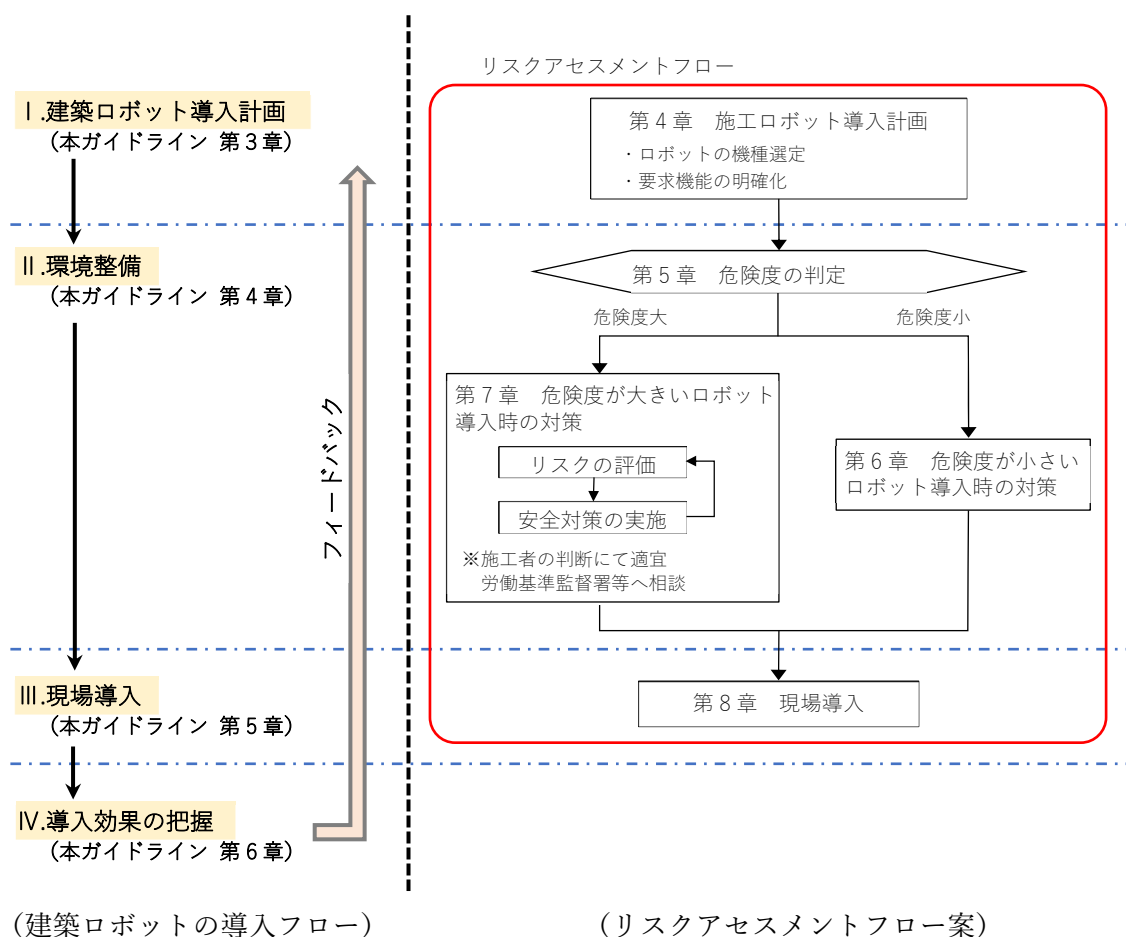 Ⅰ.建築ロボット導入計画
(本ガイドライン 第3章)
Ⅱ.環境整備
(本ガイドライン 第4章)
フィードバック
Ⅲ.現場導入
(本ガイドライン 第5章)
Ⅳ.導入効果の把握
(本ガイドライン 第6章)
(建築ロボットの導入フロー)
リスクアセスメントフロー
第4章　施工ロボット導入計画
・ロボットの機種選定
・要求機能の明確化
第5章　危険度の判定
危険度大
危険度小
第7章　危険度が大きいロボット
導入時の対策
リスクの評価
安全対策の実施
※施工者の判断にて適宜
労働基準監督署等へ相談
第6章　危険度が小さい
ロボット導入時の対策
第8章　現場導入
(リスクアセスメントフロー案)